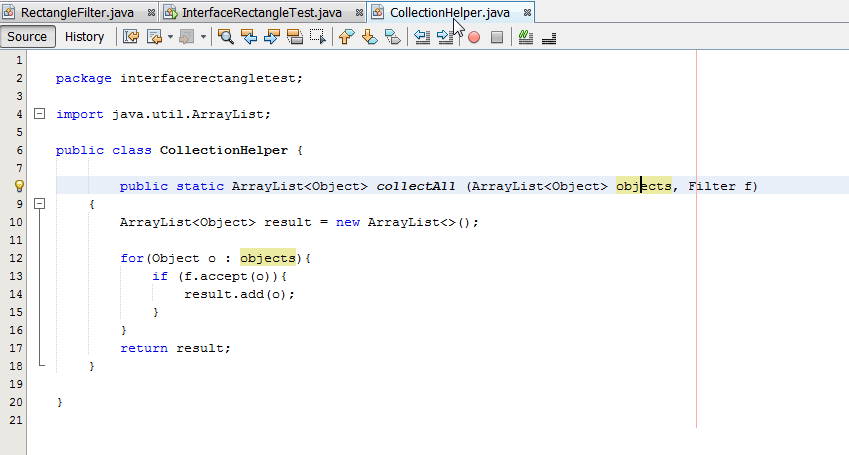 RectangleFilter.java InterfaceRectangleTest.java CollectionHelper.java
Source History
1
2 package interfacerectangletest;
3
4 import java.util.ArrayList;
5
6 public class CollectionHelper {
7
public static ArrayList<Object> collectAll (ArrayList<Object> objects, Filter f)
9 {
10 ArrayList<Object> result = new ArrayList<>();
11
12 for(Object o : objects){
13 if (f.accept(o)){
14 result.add(o);
15 }
16 }
17 return result;
18 }
19
20 }
21